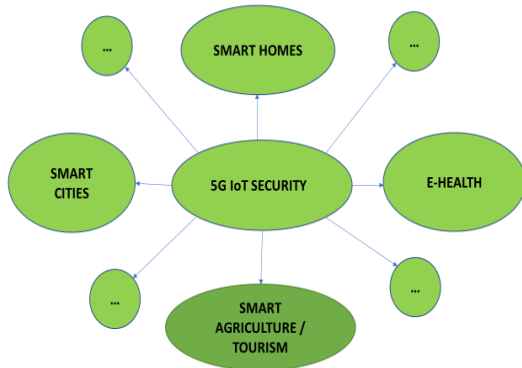 ...
SMART HOMES
...
SMART
CITIES
5G IoT SECURITY
E-HEALTH
...
SMART
AGRICULTURE /
TOURISM
...